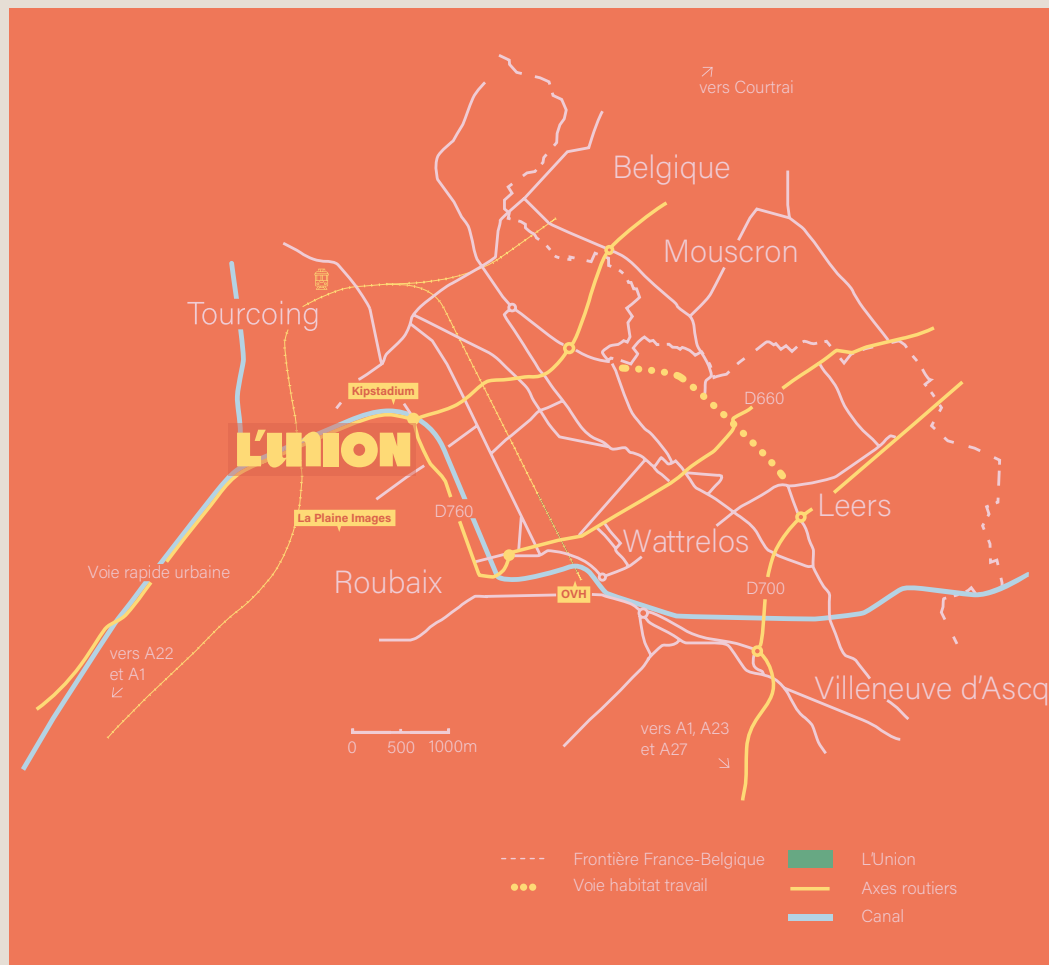 vers Courtrai
Belgique
Mouscron
Tourcoing
Kipstadium
D660
L'UNION
Leers
D760
La Plaine Images
Wattrelos
Voie rapide urbaine
Roubaix
D700
OVH
vers A22
et A1
Villeneuve d'Ascq
vers A1, A23
et A27
0 500 1000m
Frontière France-Belgique
Voie habitat travail
L'Union
Axes routiers
Canal